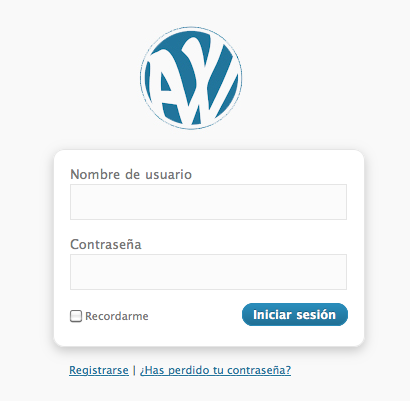 Nombre de usuario
Contraseña
Recordarme Iniciar sesión
Registrarse | ¿Has perdido tu contraseña?